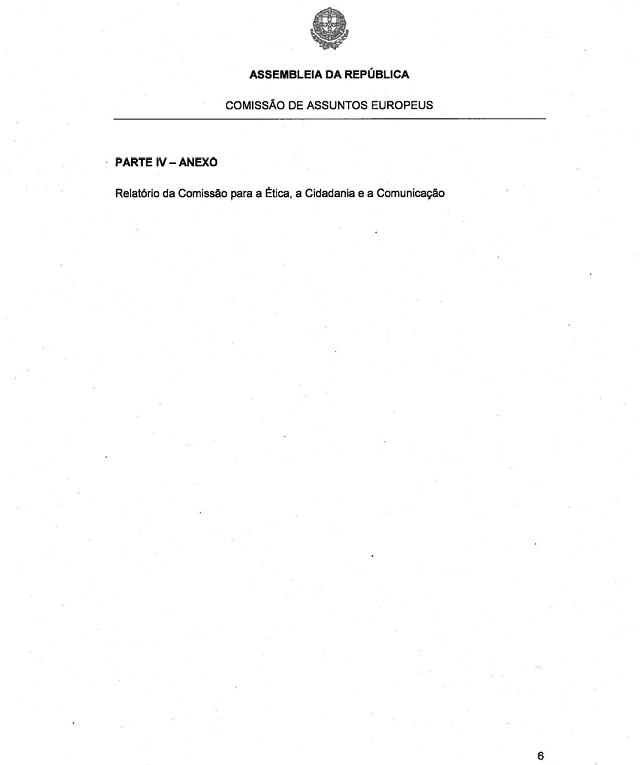 ASSEMBLEIA DA REPÚBLICA
COMISSÃO DE ASSUNTOS EUROPEUS
PARTE IV – ANEXO
Relatório da Comissão para a Ética, a Cidadania e a Comunicação
6